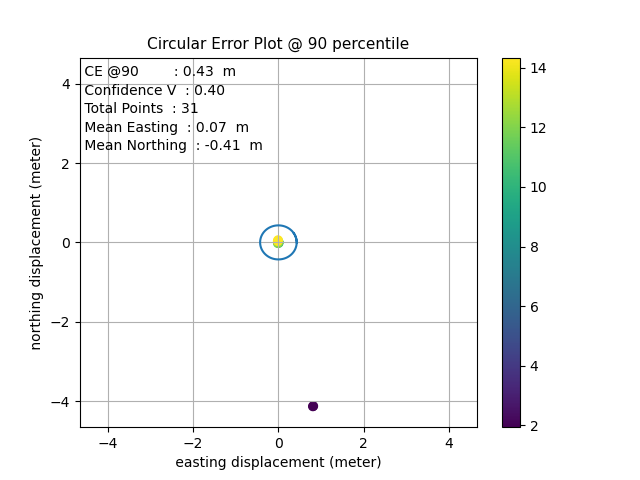 Circular Error Plot @ 90 percentile
CE @90 : 0.43 m
Confidence V : 0.40
Total Points : 31
Mean Easting : 0.07 m
Mean Northing : -0.41 m
4
2
0
−2
−4
−4
−2
0
2
4
northing displacement (meter)
easting displacement (meter)
14
12
10
8
6
4
2